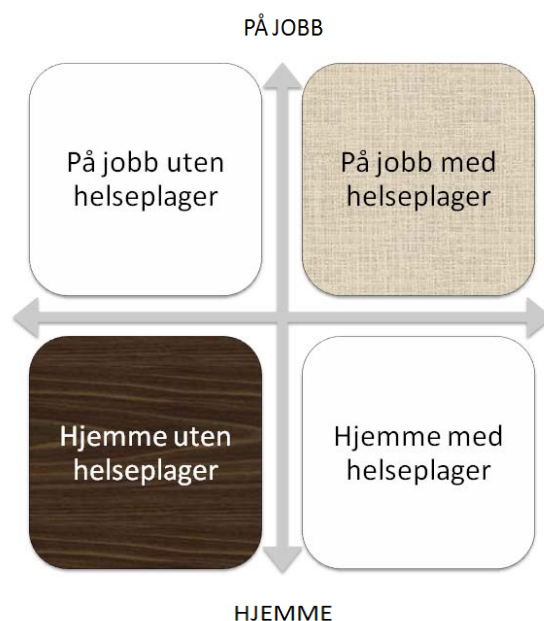 PÅ JOBB
På jobb uten
helseplager
På jobb med
helseplager
Hjemme uten
helseplager
Hjemme med
helseplager
HJEMME